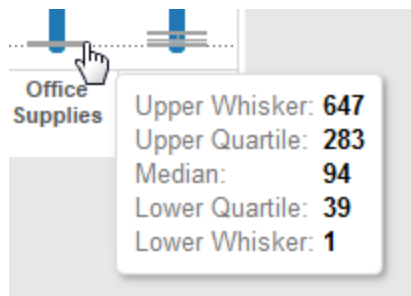 Office
Supplies
Upper Whisker: 647
Upper Quartile: 283
Median: 94
Lower Quartile: 39
Lower Whisker: 1